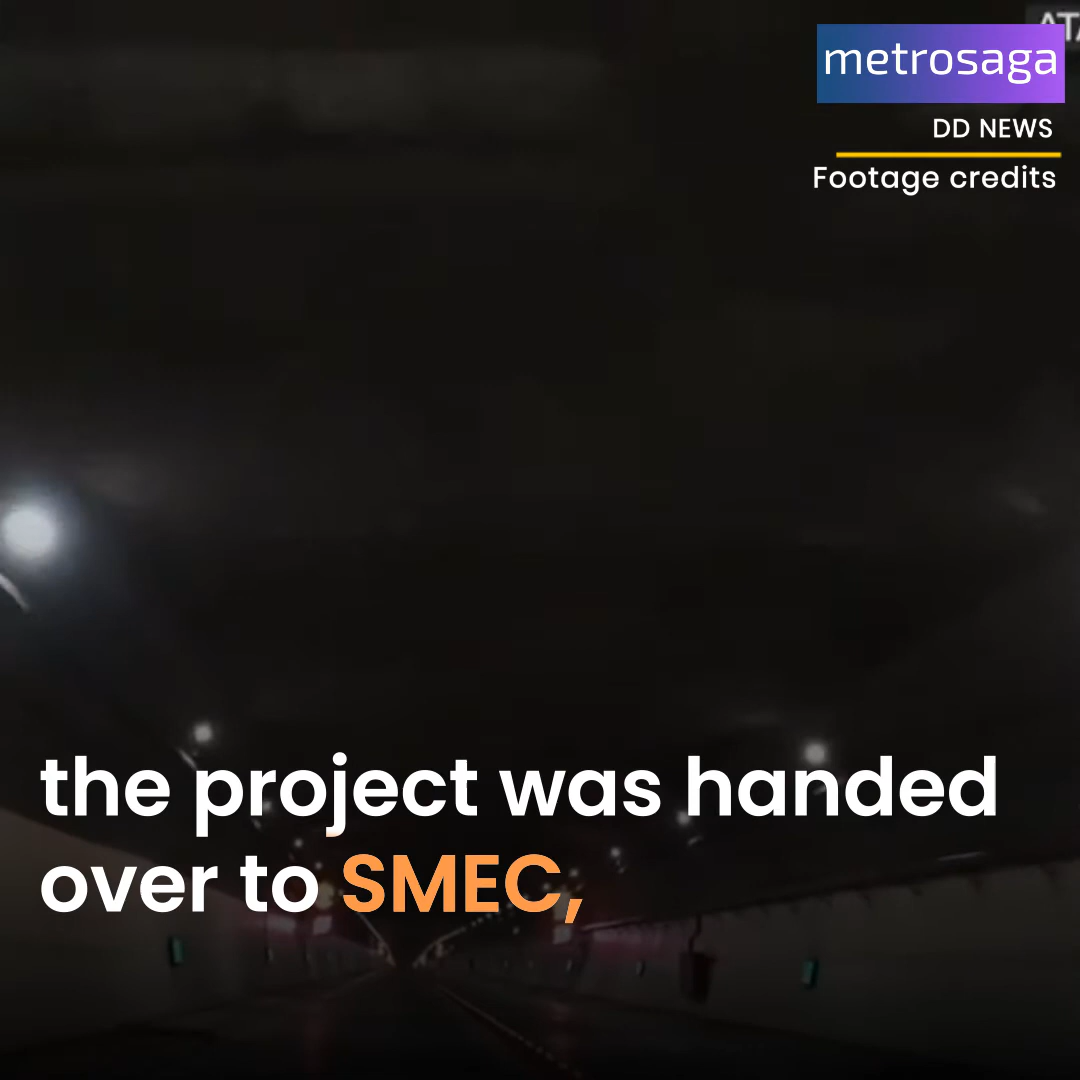 metrosaga
DD NEWS
Footage credits
the project was handed
over to SMEC,